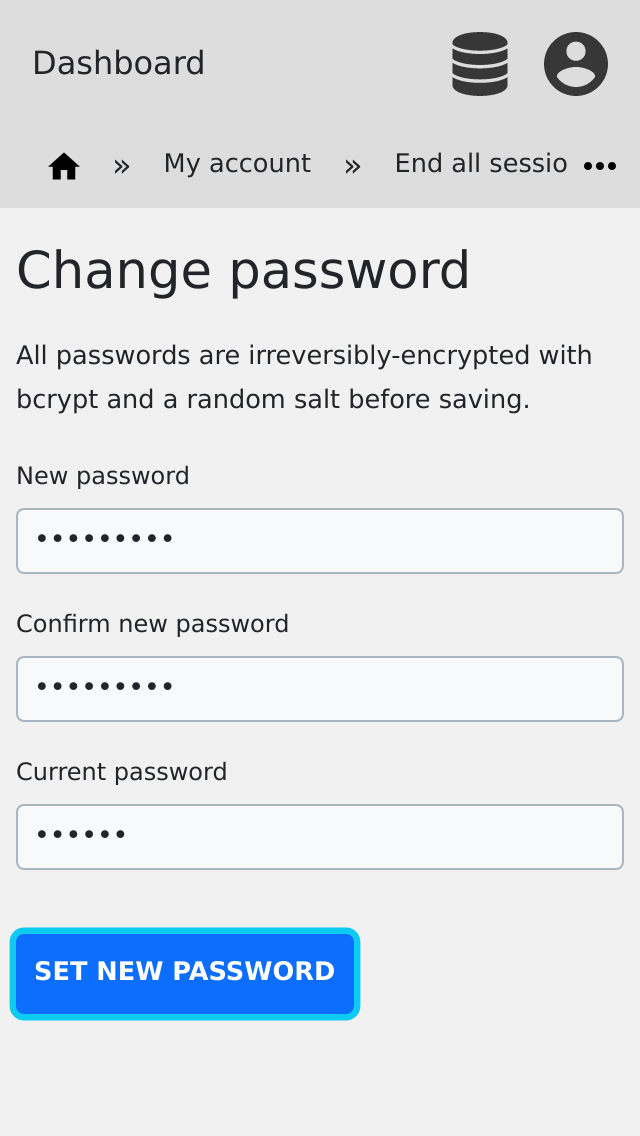 Dashboard
» My account » End all sessio •••
Change password
All passwords are irreversibly-encrypted with
bcrypt and a random salt before saving.
New password
•••••••••
Confirm new password
•••••••••
Current password
••••••
SET NEW PASSWORD